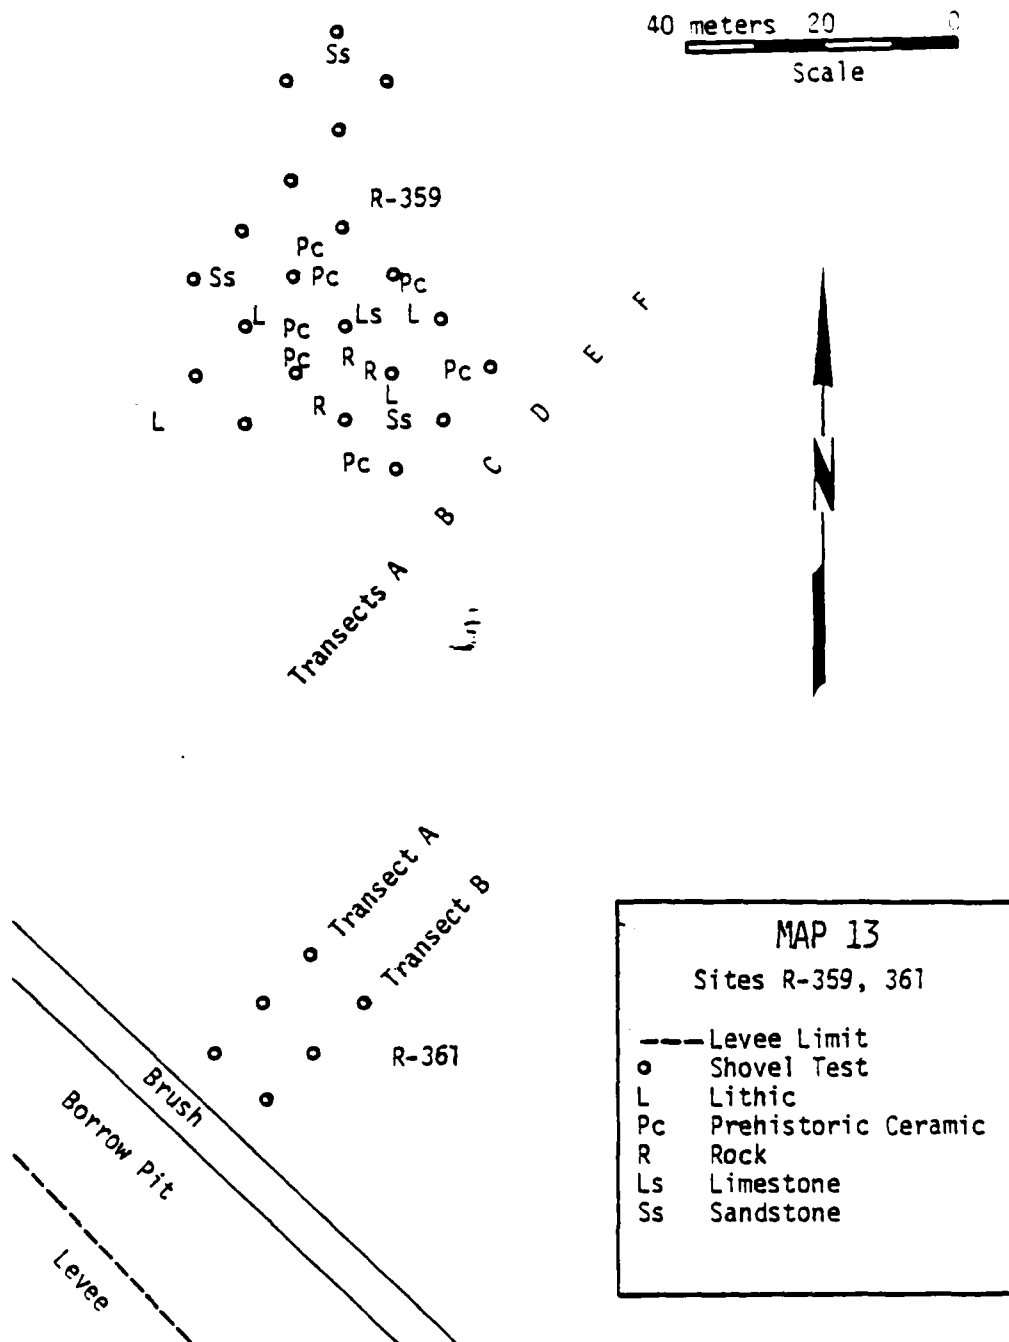 40 meters 20 0
Scale
Ss
R-359
Pc
Ss Pc Pc
L Pc Ls L
Pc R R Pc
L
L R Ss
Pc
Transects A B C D E F
N
Transect A
Transect B
R-361
Brush
Borrow Pit
Levee
MAP 13
Sites R-359, 361
Levee Limit
Shovel Test
L Lithic
Pc Prehistoric Ceramic
R Rock
Ls Limestone
Ss Sandstone